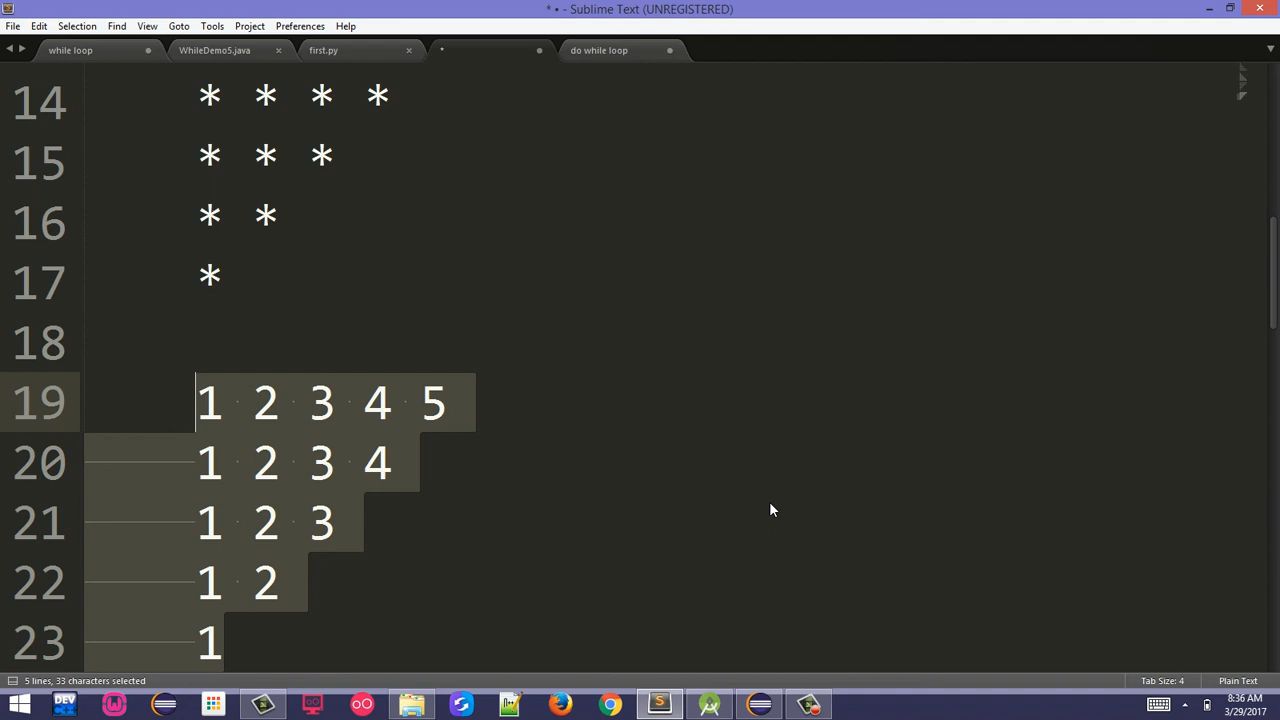 * • - Sublime Text (UNREGISTERED)
File Edit Selection Find View Goto Tools Project Preferences Help
while loop WhileDemo5.java first.py * do while loop
14 * * * *
15 * * *
16 * *
17 *
18
19 1 2 3 4 5
20 1 2 3 4
21 1 2 3
22 1 2
23 1
5 lines, 33 characters selected Tab Size: 4 Plain Text
DEV
8:36 AM
3/29/2017